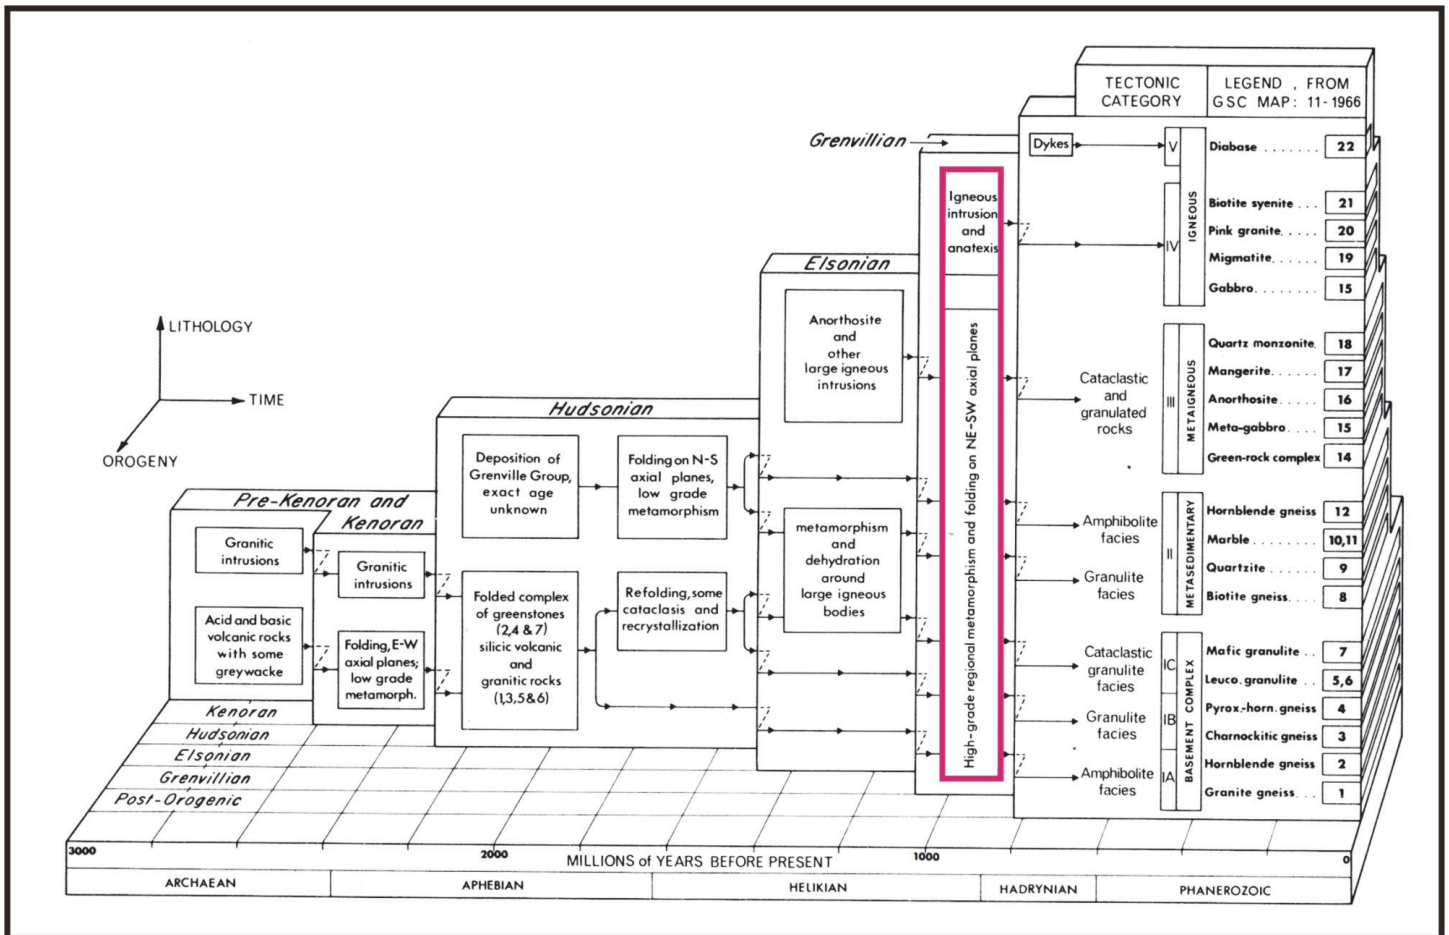 TECTONIC
CATEGORY
LEGEND , FROM
GSC MAP: 11-1966
Grenvillian
Dykes
V
Diabase ....... 22
Igneous
intrusion
and
anatexis
IV
IGNEOUS
Biotite syenite ... 21
Pink granite..... 20
Migmatite...... 19
Gabbro........ 15
Elsonian
Anorthosite
and
other
large igneous
intrusions
High-grade regional metamorphism and folding on NE-SW axial planes
Cataclastic
and
granulated
rocks
III
METAIGNEOUS
Quartz monzonite. 18
Mangerite...... 17
Anorthosite..... 16
Meta-gabbro .... 15
Green-rock complex 14
LITHOLOGY
TIME
OROGENY
Hudsonian
Deposition of
Grenville Group,
exact age
unknown
Folding on N-S
axial planes,
low grade
metamorphism
metamorphism
and
dehydration
around
large igneous
bodies
Amphibolite
facies
Granulite
facies
II
METASEDIMENTARY
Hornblende gneiss 12
Marble ........ 10,11
Quartzite ...... 9
Biotite gneiss... 8
Pre-Kenoran and
Kenoran
Granitic
intrusions
Granitic
intrusions
Acid and basic
volcanic rocks
with some
greywacke
Folding, E-W
axial planes;
low grade
metamorph.
Folded complex
of greenstones
(2,4 & 7)
silicic volcanic
and
granitic rocks
(1,3,5 & 6)
Refolding, some
cataclasis and
recrystallization
Cataclastic
granulite
facies
Granulite
facies
Amphibolite
facies
IC
IB
IA
BASEMENT COMPLEX
Mafic granulite .. 7
Leuco. granulite .. 5,6
Pyrox.-horn. gneiss 4
Charnockitic gneiss 3
Hornblende gneiss 2
Granite gneiss... 1
Kenoran
Hudsonian
Elsonian
Grenvillian
Post-Orogenic
3000
2000
1000
0
MILLIONS of YEARS BEFORE PRESENT
ARCHAEAN
APHEBIAN
HELIKIAN
HADRYNIAN
PHANEROZOIC